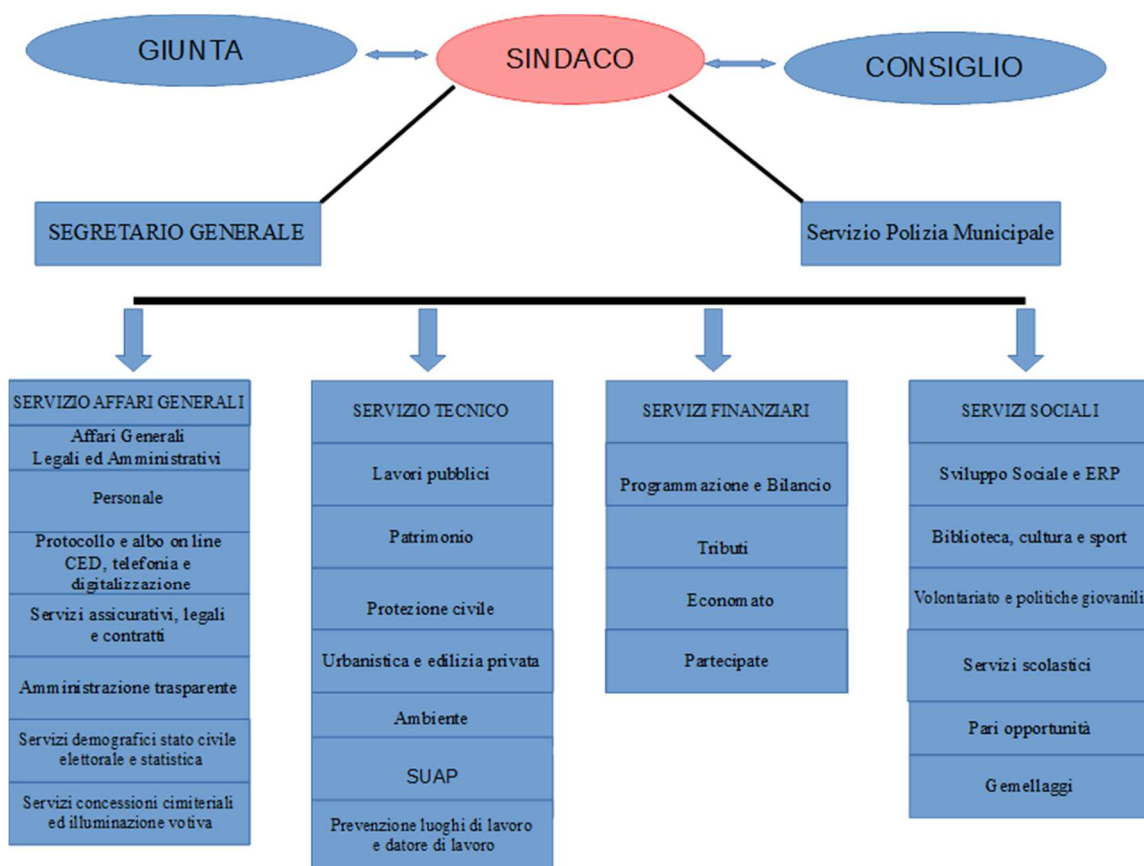 GIUNTA
SINDACO
CONSIGLIO
SEGRETARIO GENERALE
Servizio Polizia Municipale
SERVIZIO AFFARI GENERALI
Affari Generali
Legali ed Amministrativi
Personale
Protocollo e albo on line
CED, telefonia e
digitalizzazione
Servizi assicurativi, legali
e contratti
Amministrazione trasparente
Servizi demografici stato civile
elettorale e statistica
Servizi concessioni cimiteriali
ed illuminazione votiva
SERVIZIO TECNICO
Lavori pubblici
Patrimonio
Protezione civile
Urbanistica e edilizia privata
Ambiente
SUAP
Prevenzione luoghi di lavoro
e datore di lavoro
SERVIZI FINANZIARI
Programmazione e Bilancio
Tributi
Economato
Partecipate
SERVIZI SOCIALI
Sviluppo Sociale e ERP
Biblioteca, cultura e sport
Volontariato e politiche giovanili
Servizi scolastici
Pari opportunità
Gemellaggi